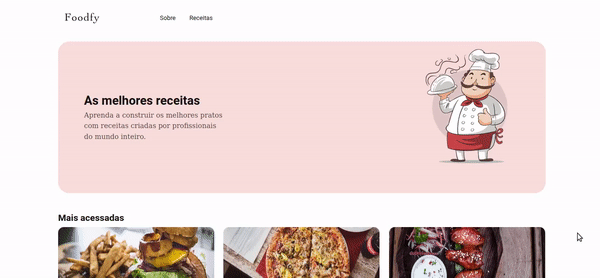 Foodfy
Sobre
Receitas
As melhores receitas
Aprenda a construir os melhores pratos
com receitas criadas por profissionais
do mundo inteiro.
Mais acessadas